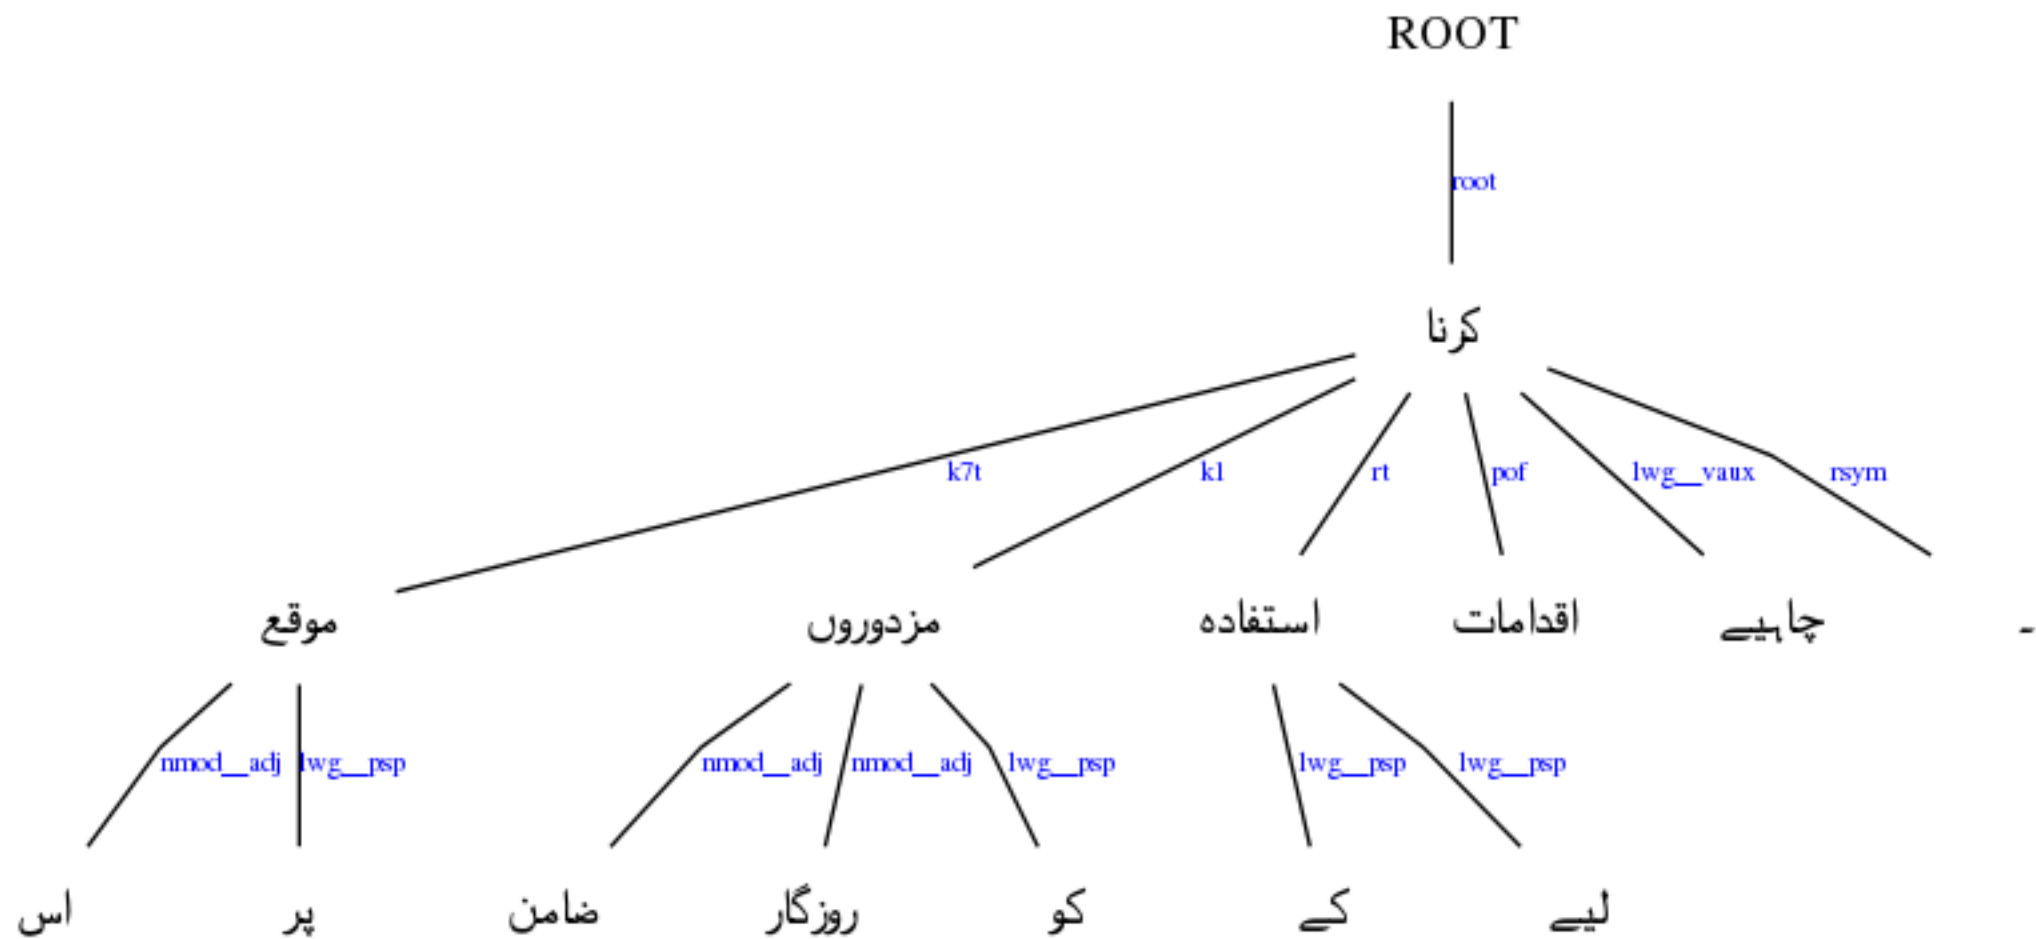 ROOT
root
کرنا
k7t k1 rt pof lwg__vaux rsym
موقع مزدوروں استفاده اقدامات چاہیے ۔
nmod__adj lwg__psp nmod__adj nmod__adj lwg__psp lwg__psp lwg__psp
اس پر ضامن روزگار کو کے لیے